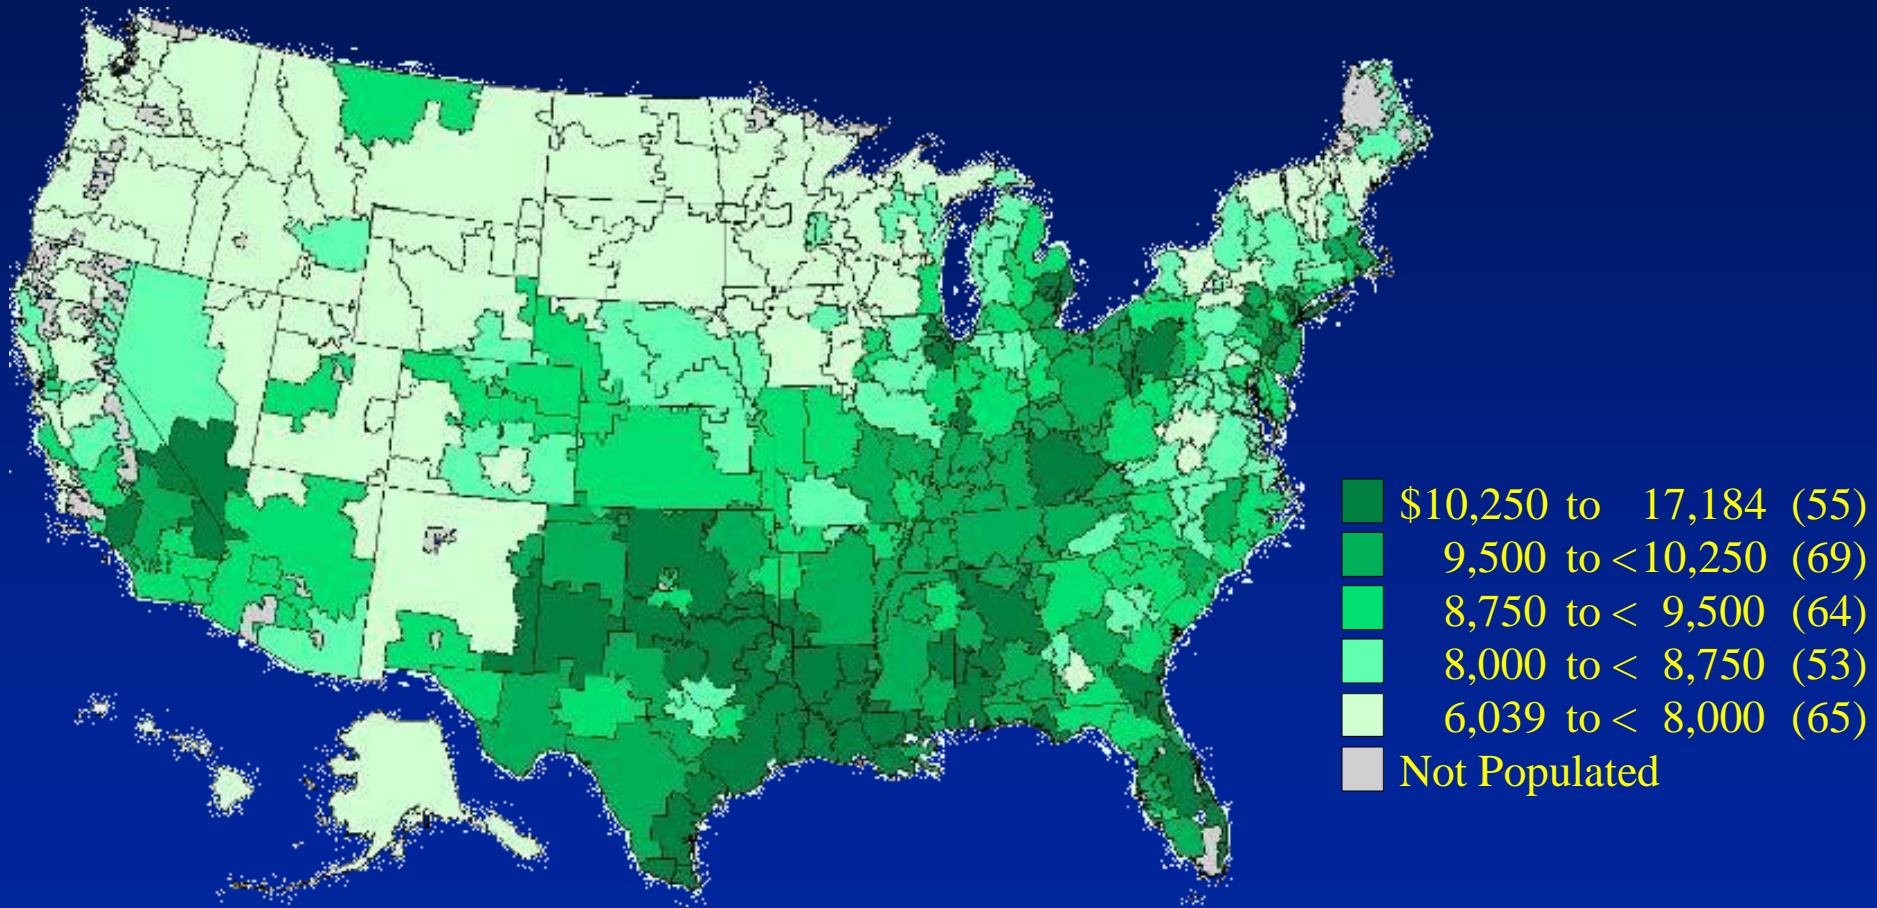 $10,250 to 17,184 (55)
9,500 to < 10,250 (69)
8,750 to < 9,500 (64)
8,000 to < 8,750 (53)
6,039 to < 8,000 (65)
Not Populated